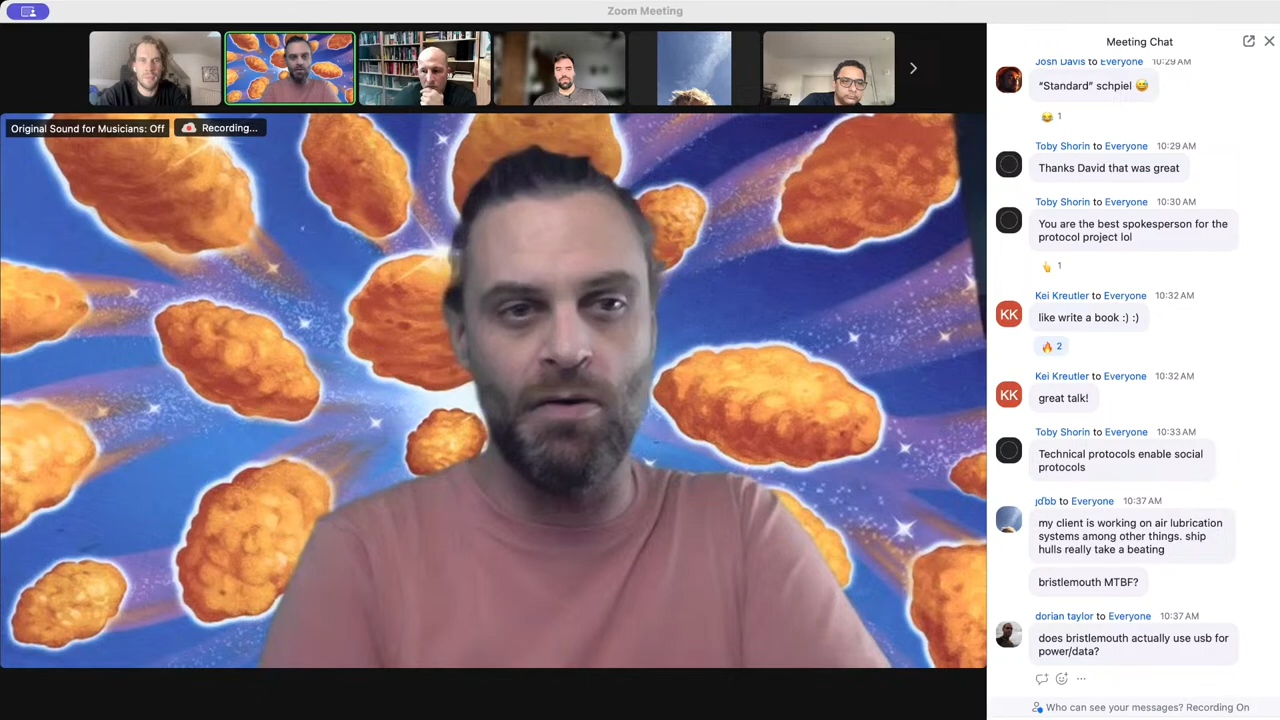 Zoom Meeting
Original Sound for Musicians: Off
Recording...
Meeting Chat
Josh Davis to Everyone 10:29 AM
“Standard” schpiel 😅
😂 1
Toby Shorin to Everyone 10:29 AM
Thanks David that was great
Toby Shorin to Everyone 10:30 AM
You are the best spokesperson for the
protocol project lol
👆 1
Kei Kreutler to Everyone 10:32 AM
KK
like write a book :) :)
🔥 2
Kei Kreutler to Everyone 10:32 AM
KK
great talk!
Toby Shorin to Everyone 10:33 AM
Technical protocols enable social
protocols
to Everyone 10:37 AM
my client is working on air lubrication
systems among other things. ship
hulls really take a beating
bristlemouth MTBF?
dorian taylor to Everyone 10:37 AM
does bristlemouth actually use usb for
power/data?
Who can see your messages? Recording On